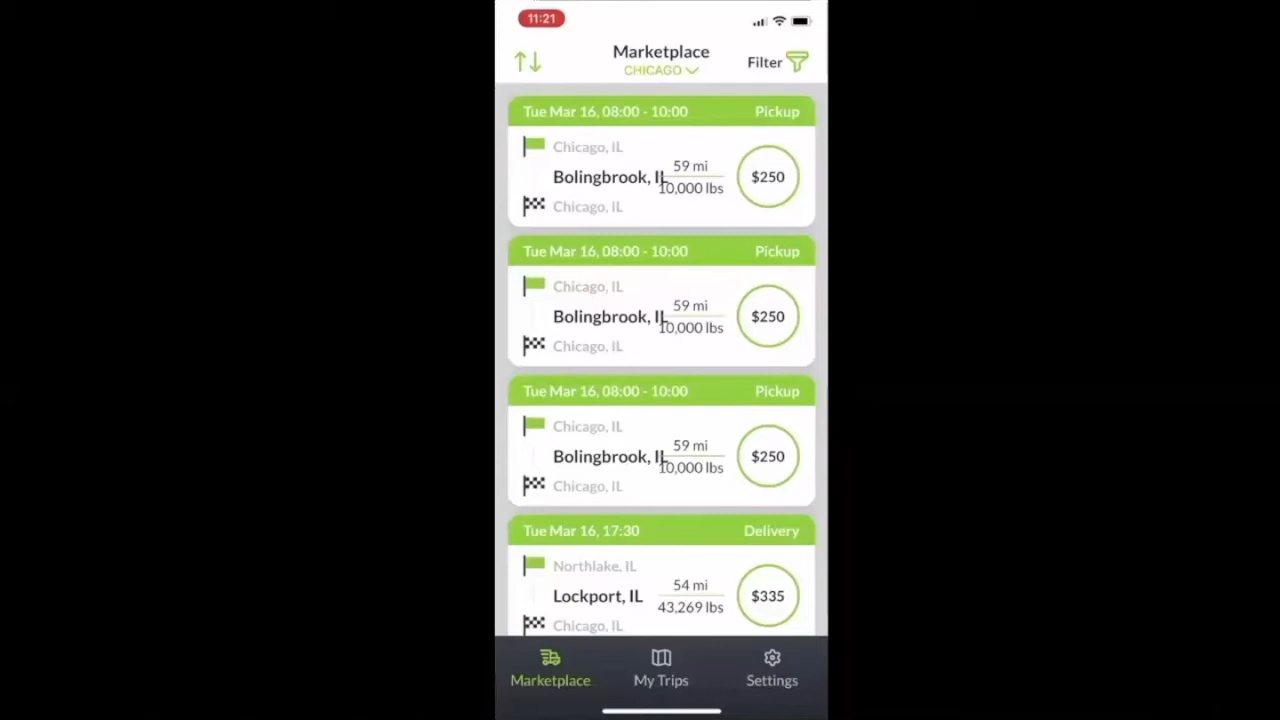 11:21
Marketplace
CHICAGO
Filter
Tue Mar 16, 08:00 - 10:00 Pickup
Chicago, IL
59 mi
Bolingbrook, IL
$250
10,000 lbs
Chicago, IL
Tue Mar 16, 08:00 - 10:00 Pickup
Chicago, IL
59 mi
Bolingbrook, IL
$250
10,000 lbs
Chicago, IL
Tue Mar 16, 08:00 - 10:00 Pickup
Chicago, IL
59 mi
Bolingbrook, IL
$250
10,000 lbs
Chicago, IL
Tue Mar 16, 17:30 Delivery
Northlake, IL
54 mi
Lockport, IL
$335
43,269 lbs
Chicago, IL
Marketplace My Trips Settings